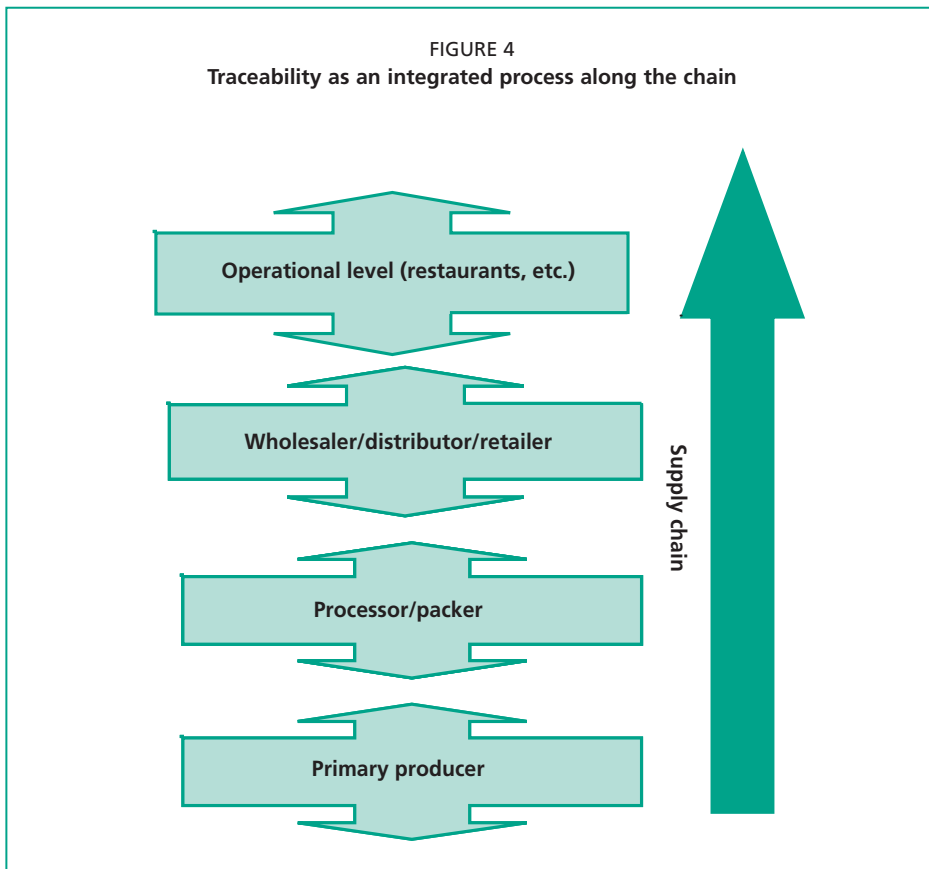 FIGURE 4
Traceability as an integrated process along the chain
Operational level (restaurants, etc.)
Wholesaler/distributor/retailer
Supply chain
Processor/packer
Primary producer